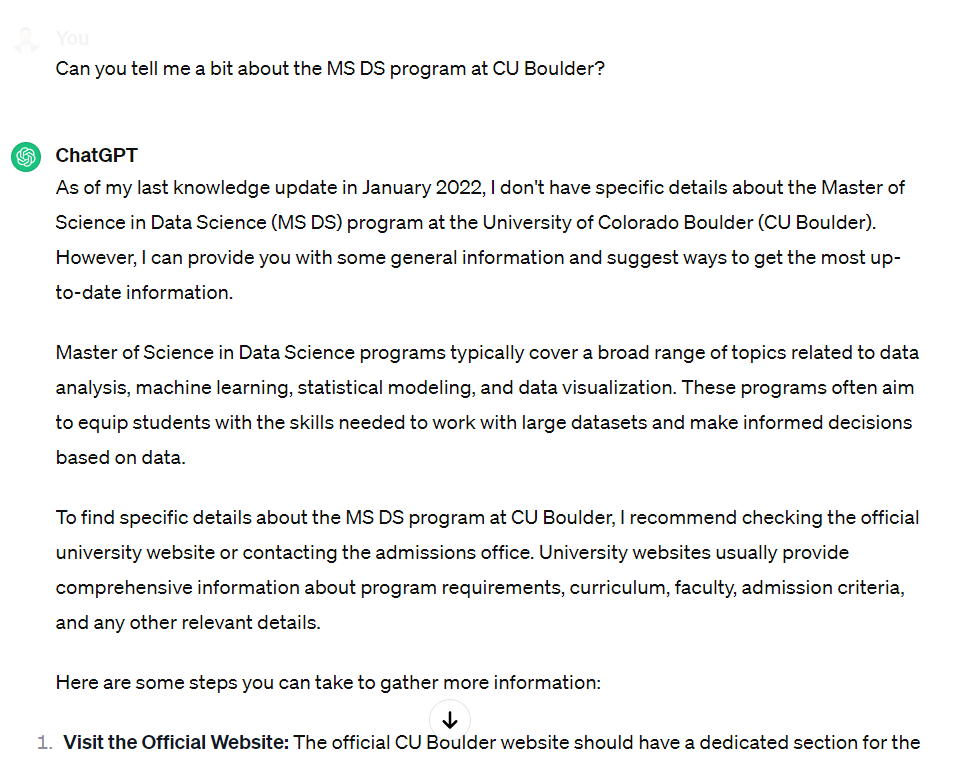 You
Can you tell me a bit about the MS DS program at CU Boulder?
ChatGPT
As of my last knowledge update in January 2022, I don't have specific details about the Master of
Science in Data Science (MS DS) program at the University of Colorado Boulder (CU Boulder).
However, I can provide you with some general information and suggest ways to get the most up-
to-date information.
Master of Science in Data Science programs typically cover a broad range of topics related to data
analysis, machine learning, statistical modeling, and data visualization. These programs often aim
to equip students with the skills needed to work with large datasets and make informed decisions
based on data.
To find specific details about the MS DS program at CU Boulder, I recommend checking the official
university website or contacting the admissions office. University websites usually provide
comprehensive information about program requirements, curriculum, faculty, admission criteria,
and any other relevant details.
Here are some steps you can take to gather more information:
1. Visit the Official Website: The official CU Boulder website should have a dedicated section for the